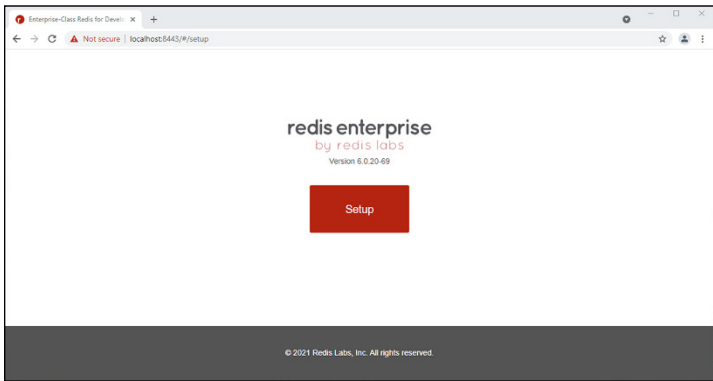 Enterprise-Class Redis for Develo
Not secure | localhost:8443/#/setup
redis enterprise
by redis labs
Version 6.0.20-69
Setup
© 2021 Redis Labs, Inc. All rights reserved.